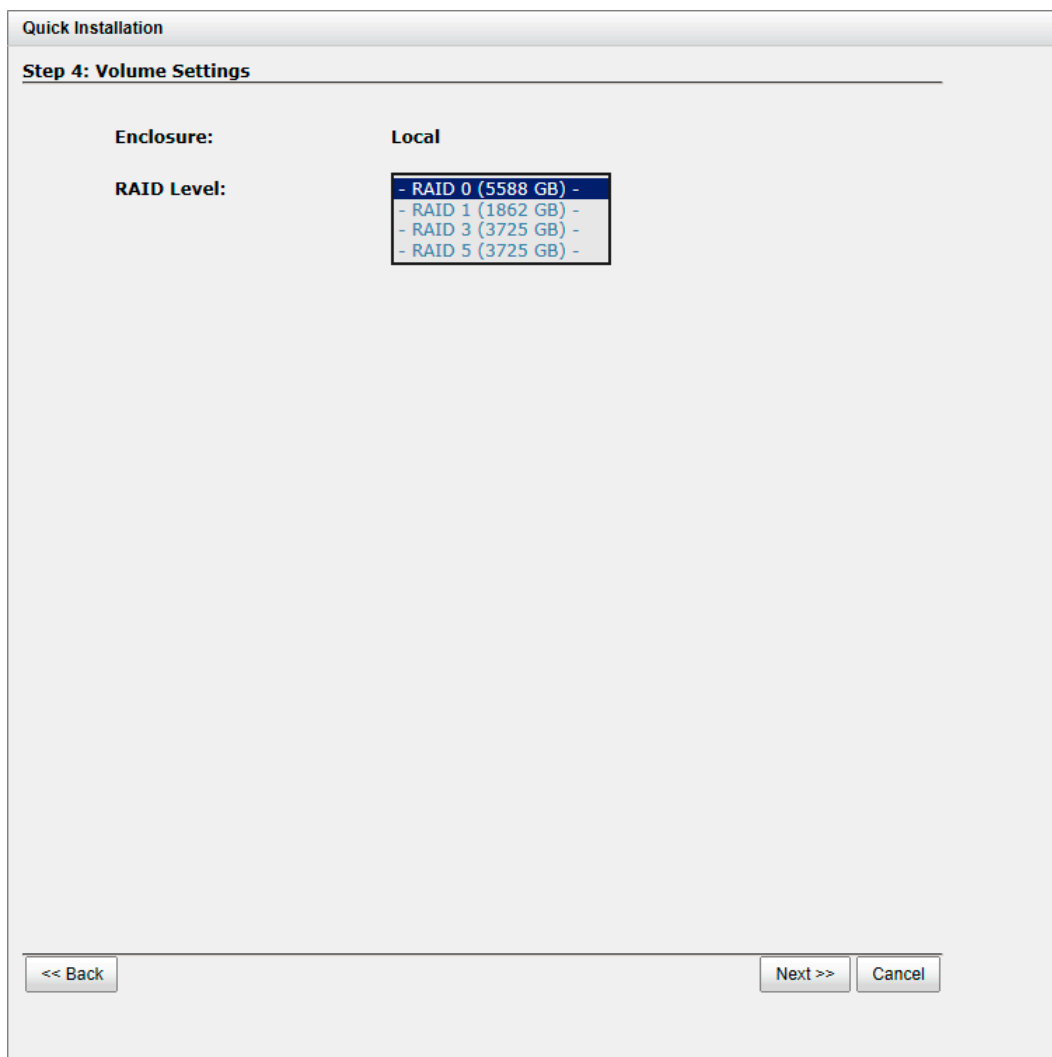 Quick Installation
Step 4: Volume Settings
Enclosure: Local
RAID Level: - RAID 0 (5588 GB) -
- RAID 1 (1862 GB) -
- RAID 3 (3725 GB) -
- RAID 5 (3725 GB) -
<< Back Next >> Cancel